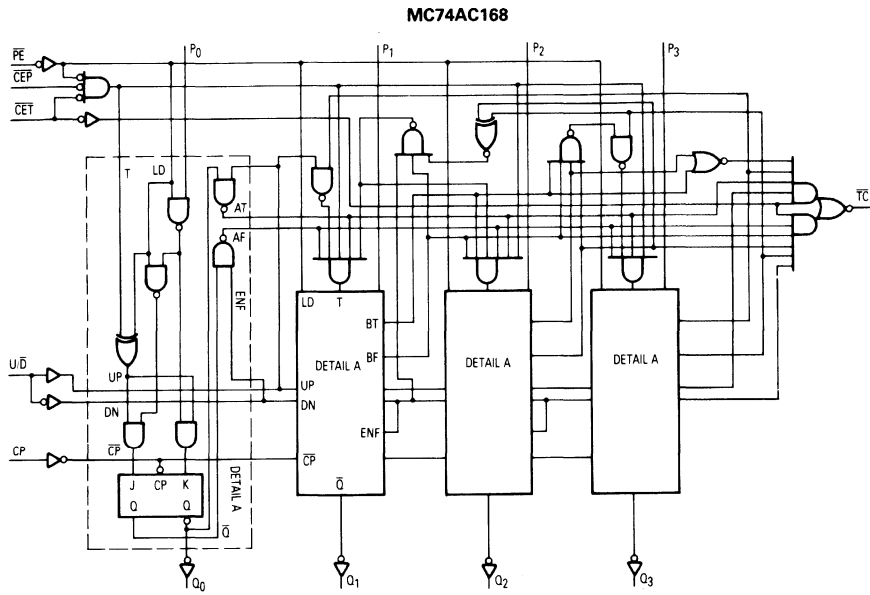 MC74AC168
P0 P1 P2 P3
PE
CEP
CET
T LD
AT
AF
TC
ENF
LD T
BT
U/D
DETAIL A DETAIL A DETAIL A
BF
UP UP
DN DN
ENF
CP CP CP
DETAIL A
J CP K
Q Q Q Q
Q0 Q1 Q2 Q3